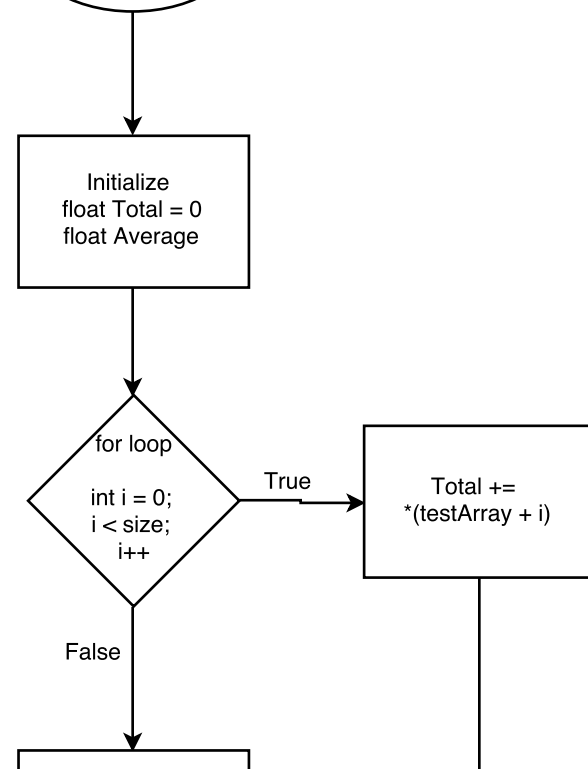 Initialize
float Total = 0
float Average
for loop
int i = 0;
i < size;
i++
True
Total +=
*(testArray + i)
False